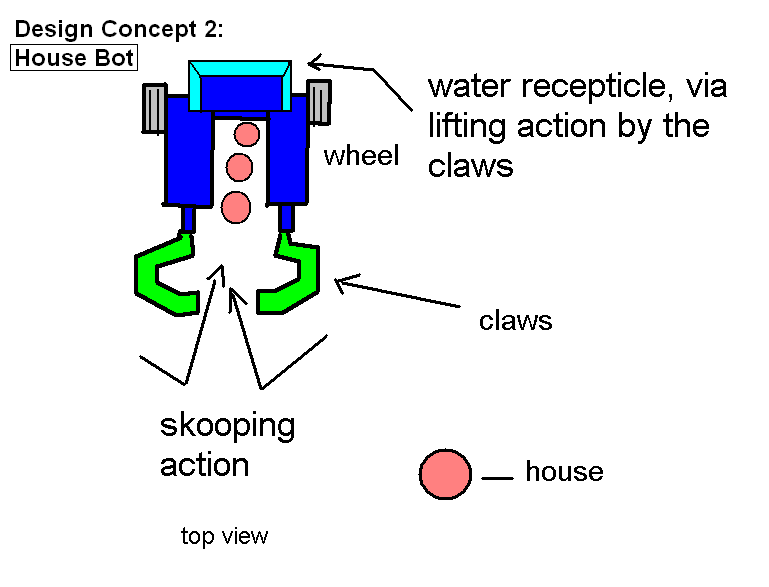 Design Concept 2:
House Bot
water recepticle, via
lifting action by the
claws
wheel
claws
skooping
action
house
top view